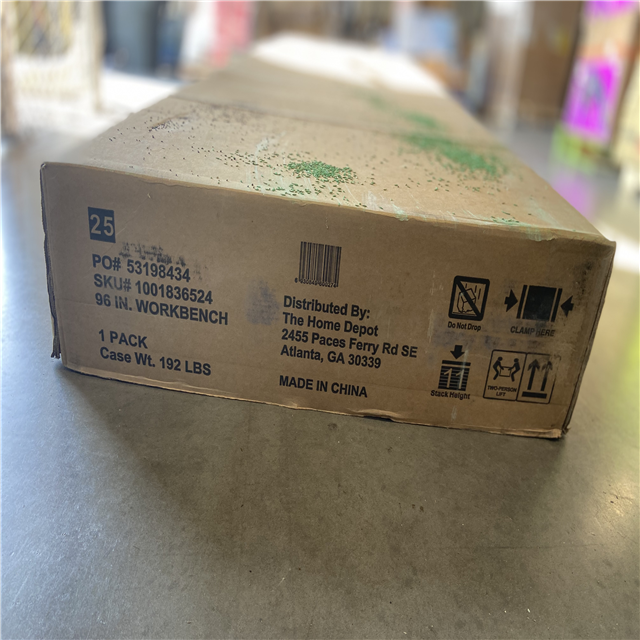 25
PO# 53198434
SKU# 1001836524
96 IN. WORKBENCH
1 PACK
Case Wt. 192 LBS
Distributed By:
The Home Depot
2455 Paces Ferry Rd SE
Atlanta, GA 30339
MADE IN CHINA
Do Not Drop
CLAMP HERE
Stack Height
TWO-PERSON
LIFT